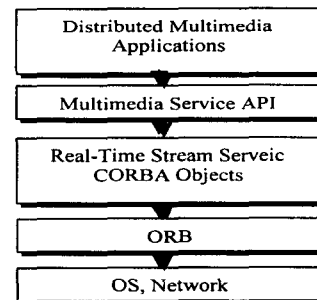 Distributed Multimedia
Applications
Multimedia Service API
Real-Time Stream Serveic
CORBA Objects
ORB
OS, Network